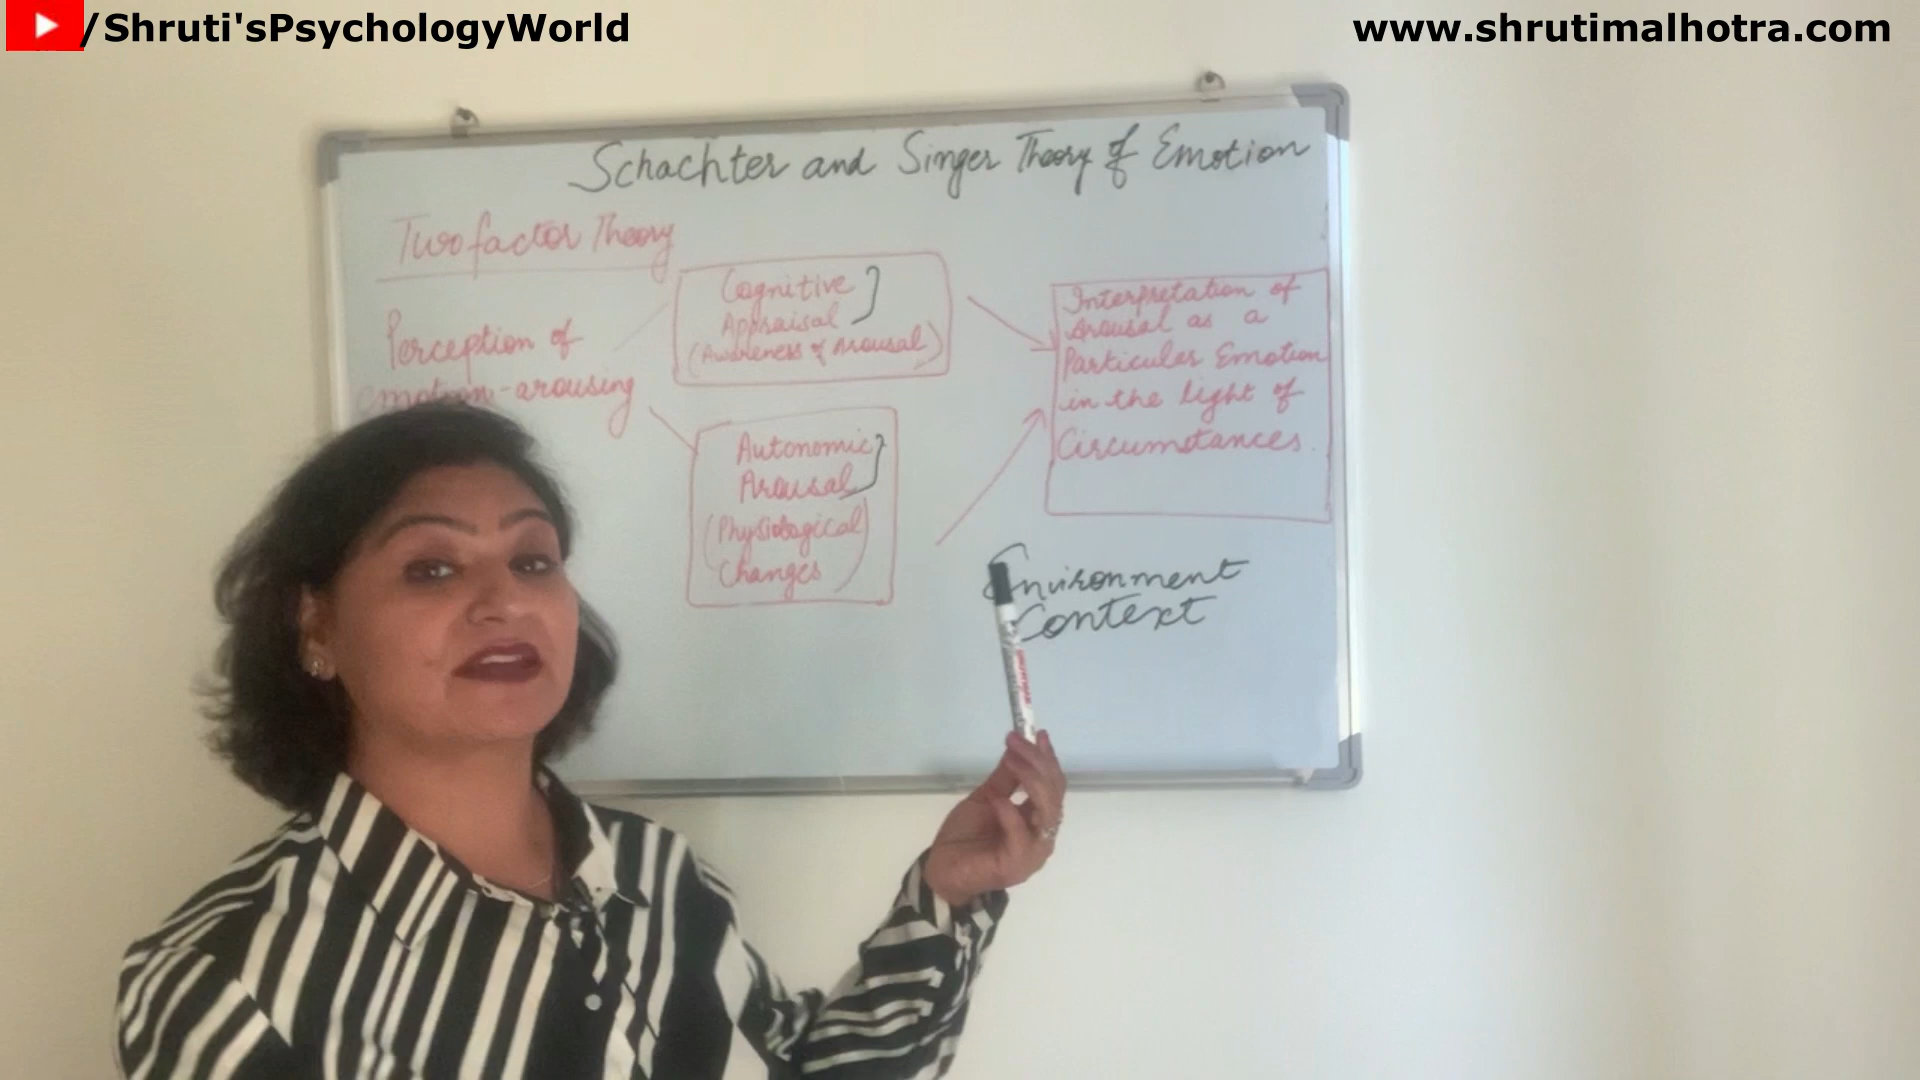 /Shruti'sPsychologyWorld
www.shrutimalhotra.com
Schachter and Singer Theory of Emotion
Two factor Theory
Perception of
emotion-arousing
Cognitive
Appraisal
(Awareness of Arousal)
Autonomic
Arousal
(Physiological
Changes)
Interpretation of
Arousal as a
Particular Emotion
in the light of
Circumstances.
Environment
Context